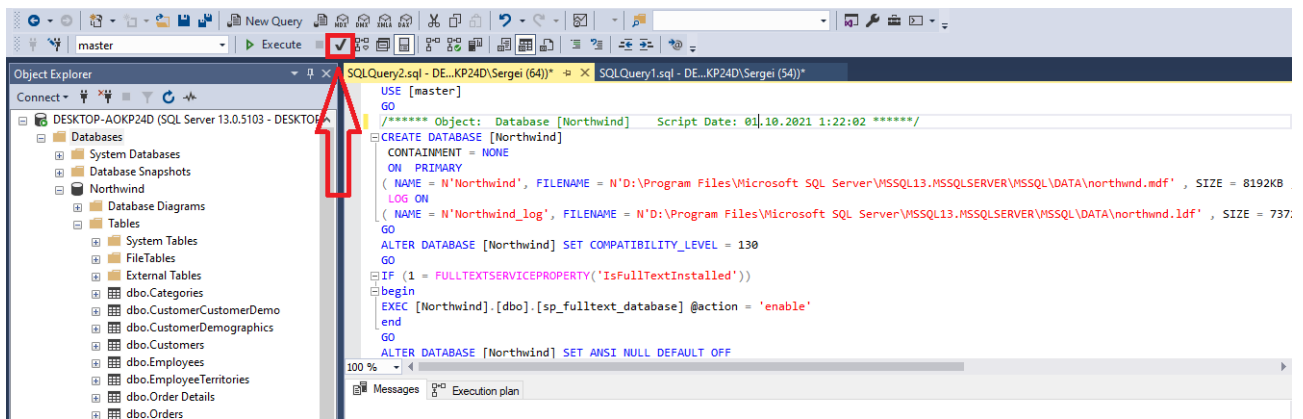 New Query MDX DMX XMLA DAX
master Execute
Object Explorer
Connect
DESKTOP-AOKP24D (SQL Server 13.0.5103 - DESKTOP
Databases
System Databases
Database Snapshots
Northwind
Database Diagrams
Tables
System Tables
FileTables
External Tables
dbo.Categories
dbo.CustomerCustomerDemo
dbo.CustomerDemographics
dbo.Customers
dbo.Employees
dbo.EmployeeTerritories
dbo.Order Details
dbo.Orders
SQLQuery2.sql - DE...KP24D\Sergei (64))* SQLQuery1.sql - DE...KP24D\Sergei (54))*
USE [master]
GO
/****** Object: Database [Northwind] Script Date: 01.10.2021 1:22:02 ******/
CREATE DATABASE [Northwind]
CONTAINMENT = NONE
ON PRIMARY
( NAME = N'Northwind', FILENAME = N'D:\Program Files\Microsoft SQL Server\MSSQL13.MSSQLSERVER\MSSQL\DATA\northwnd.mdf' , SIZE = 8192KB ,
LOG ON
( NAME = N'Northwind_log', FILENAME = N'D:\Program Files\Microsoft SQL Server\MSSQL13.MSSQLSERVER\MSSQL\DATA\northwnd.ldf' , SIZE = 737
GO
ALTER DATABASE [Northwind] SET COMPATIBILITY_LEVEL = 130
GO
IF (1 = FULLTEXTSERVICEPROPERTY('IsFullTextInstalled'))
begin
EXEC [Northwind].[dbo].[sp_fulltext_database] @action = 'enable'
end
GO
ALTER DATABASE [Northwind] SET ANSI_NULL_DEFAULT OFF
100 %
Messages Execution plan